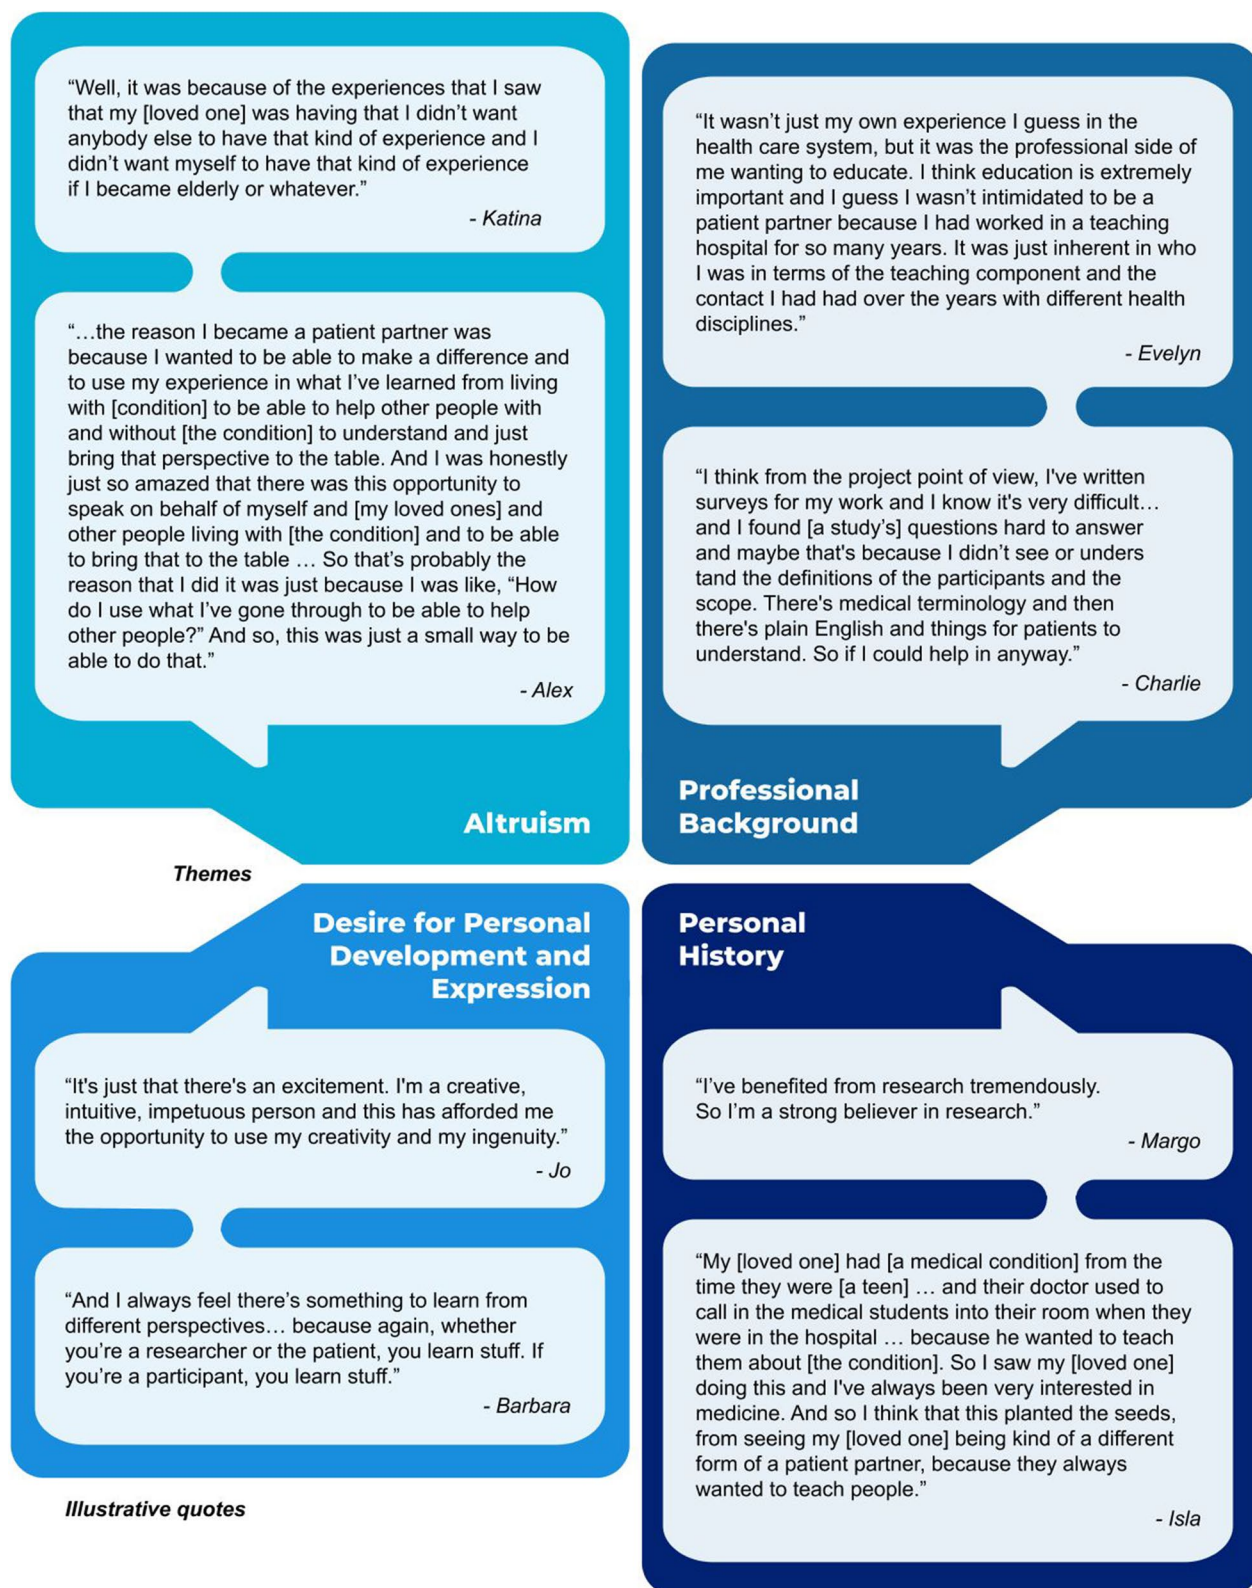 “Well, it was because of the experiences that I saw
that my [loved one] was having that I didn’t want
anybody else to have that kind of experience and I
didn’t want myself to have that kind of experience
if I became elderly or whatever.”
- Katina
“…the reason I became a patient partner was
because I wanted to be able to make a difference and
to use my experience in what I’ve learned from living
with [condition] to be able to help other people with
and without [the condition] to understand and just
bring that perspective to the table. And I was honestly
just so amazed that there was this opportunity to
speak on behalf of myself and [my loved ones] and
other people living with [the condition] and to be able
to bring that to the table … So that’s probably the
reason that I did it was just because I was like, “How
do I use what I’ve gone through to be able to help
other people?” And so, this was just a small way to be
able to do that.”
- Alex
Altruism
“It wasn’t just my own experience I guess in the
health care system, but it was the professional side of
me wanting to educate. I think education is extremely
important and I guess I wasn’t intimidated to be a
patient partner because I had worked in a teaching
hospital for so many years. It was just inherent in who
I was in terms of the teaching component and the
contact I had had over the years with different health
disciplines.”
- Evelyn
“I think from the project point of view, I've written
surveys for my work and I know it's very difficult…
and I found [a study’s] questions hard to answer
and maybe that's because I didn’t see or unders
tand the definitions of the participants and the
scope. There's medical terminology and then
there's plain English and things for patients to
understand. So if I could help in anyway.”
- Charlie
Professional
Background
Themes
Desire for Personal
Development and
Expression
“It's just that there's an excitement. I'm a creative,
intuitive, impetuous person and this has afforded me
the opportunity to use my creativity and my ingenuity.”
- Jo
“And I always feel there’s something to learn from
different perspectives… because again, whether
you’re a researcher or the patient, you learn stuff. If
you’re a participant, you learn stuff.”
- Barbara
Illustrative quotes
Personal
History
“I’ve benefited from research tremendously.
So I’m a strong believer in research.”
- Margo
“My [loved one] had [a medical condition] from the
time they were [a teen] … and their doctor used to
call in the medical students into their room when they
were in the hospital … because he wanted to teach
them about [the condition]. So I saw my [loved one]
doing this and I've always been very interested in
medicine. And so I think that this planted the seeds,
from seeing my [loved one] being kind of a different
form of a patient partner, because they always
wanted to teach people.”
- Isla